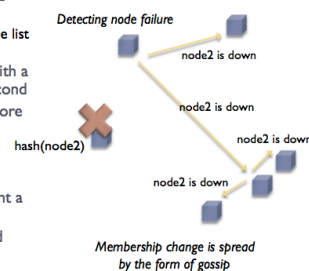 Detecting node failure
e list
node2 is down
ith a
ond
ore
node2 is down
hash(node2)
node2 is down
node2 is down
nt a
d
Membership change is spread
by the form of gossip